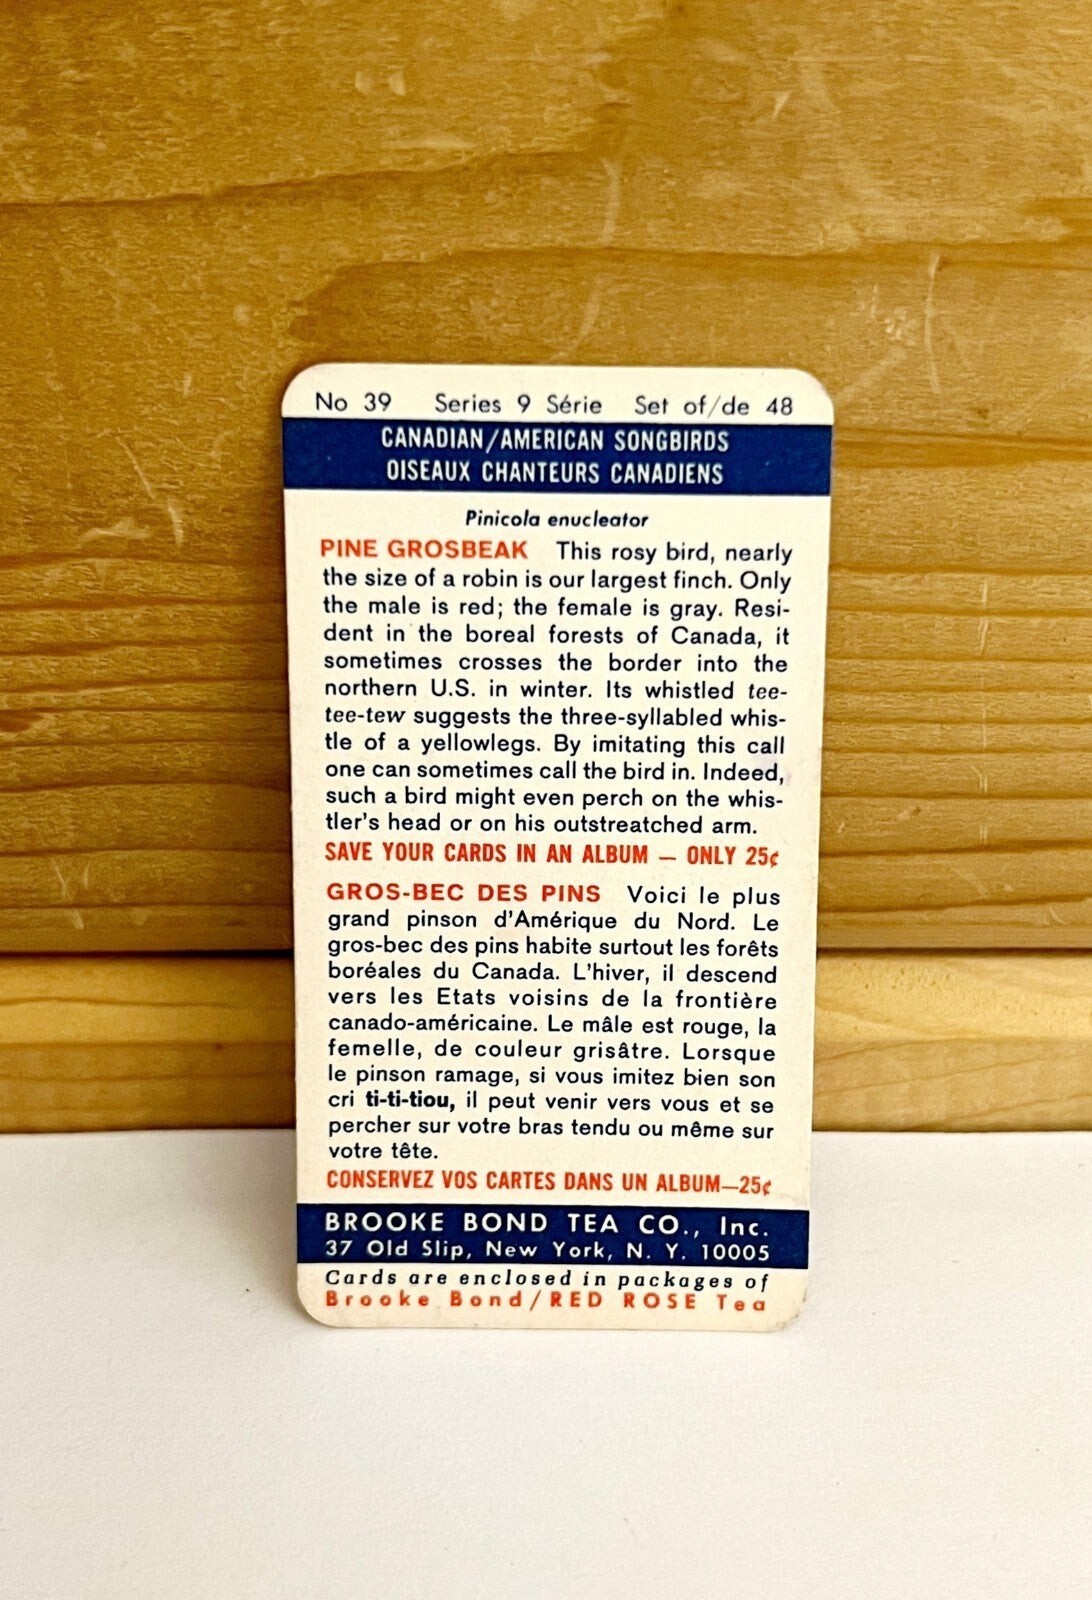 No 39 Series 9 Série Set of/de 48
CANADIAN/AMERICAN SONGBIRDS
OISEAUX CHANTEURS CANADIENS
Pinicola enucleator
PINE GROSBEAK This rosy bird, nearly
the size of a robin is our largest finch. Only
the male is red; the female is gray. Resi-
dent in the boreal forests of Canada, it
sometimes crosses the border into the
northern U.S. in winter. Its whistled tee-
tee-tew suggests the three-syllabled whis-
tle of a yellowlegs. By imitating this call
one can sometimes call the bird in. Indeed,
such a bird might even perch on the whis-
tler's head or on his outstreatched arm.
SAVE YOUR CARDS IN AN ALBUM — ONLY 25¢
GROS-BEC DES PINS Voici le plus
grand pinson d'Amérique du Nord. Le
gros-bec des pins habite surtout les forêts
boréales du Canada. L'hiver, il descend
vers les Etats voisins de la frontière
canado-américaine. Le mâle est rouge, la
femelle, de couleur grisâtre. Lorsque
le pinson ramage, si vous imitez bien son
cri ti-ti-tiou, il peut venir vers vous et se
percher sur votre bras tendu ou même sur
votre tête.
CONSERVEZ VOS CARTES DANS UN ALBUM—25¢
BROOKE BOND TEA CO., Inc.
37 Old Slip, New York, N. Y. 10005
Cards are enclosed in packages of
Brooke Bond/RED ROSE Tea